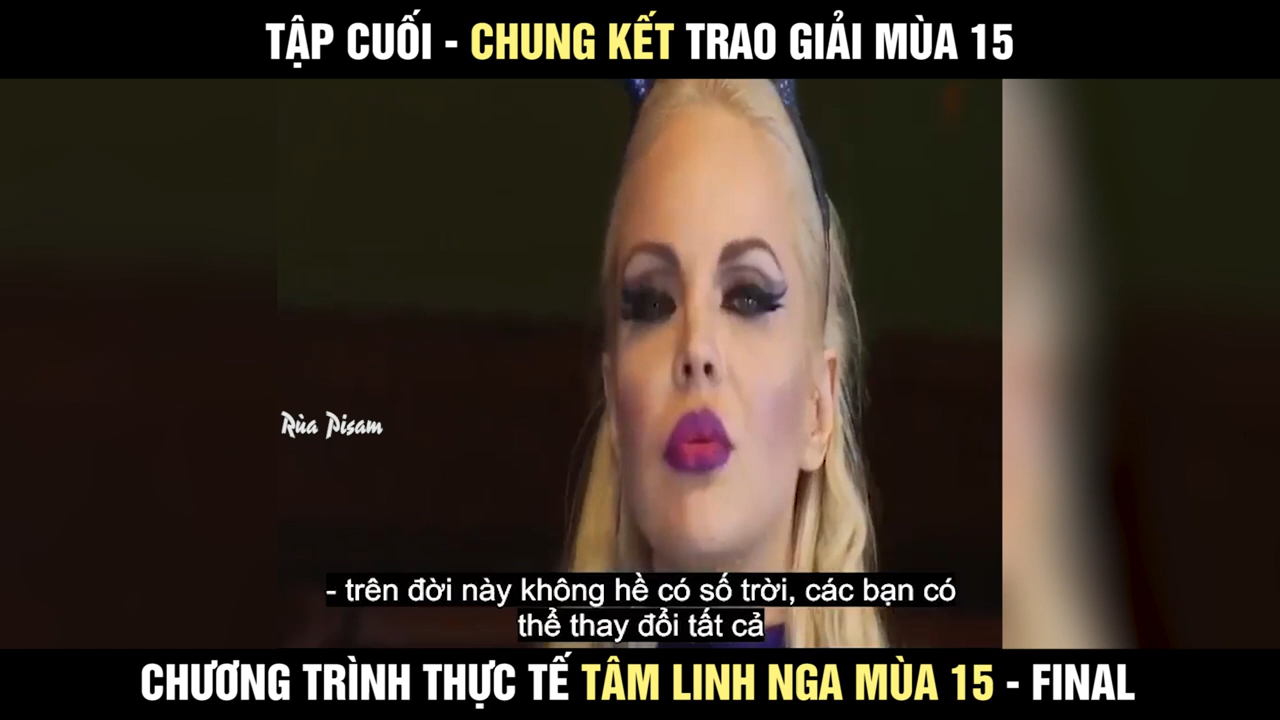 TẬP CUỐI - CHUNG KẾT TRAO GIẢI MÙA 15
Rùa Pisam
- trên đời này không hề có số trời, các bạn có
thể thay đổi tất cả
CHƯƠNG TRÌNH THỰC TẾ TÂM LINH NGA MÙA 15 - FINAL